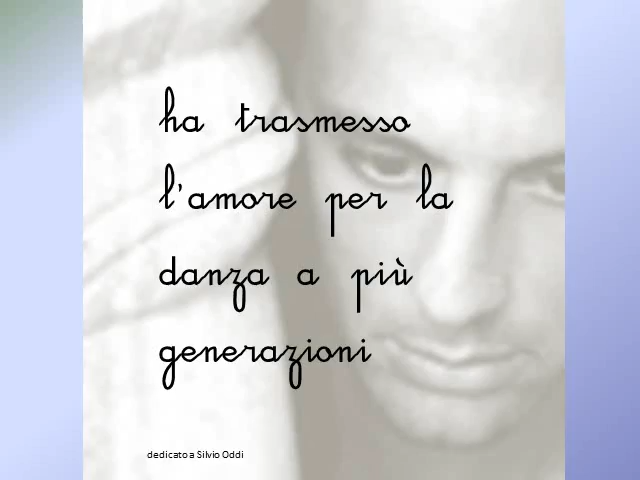 ha trasmesso
l'amore per la
danza a più
generazioni
dedicato a Silvio Oddi